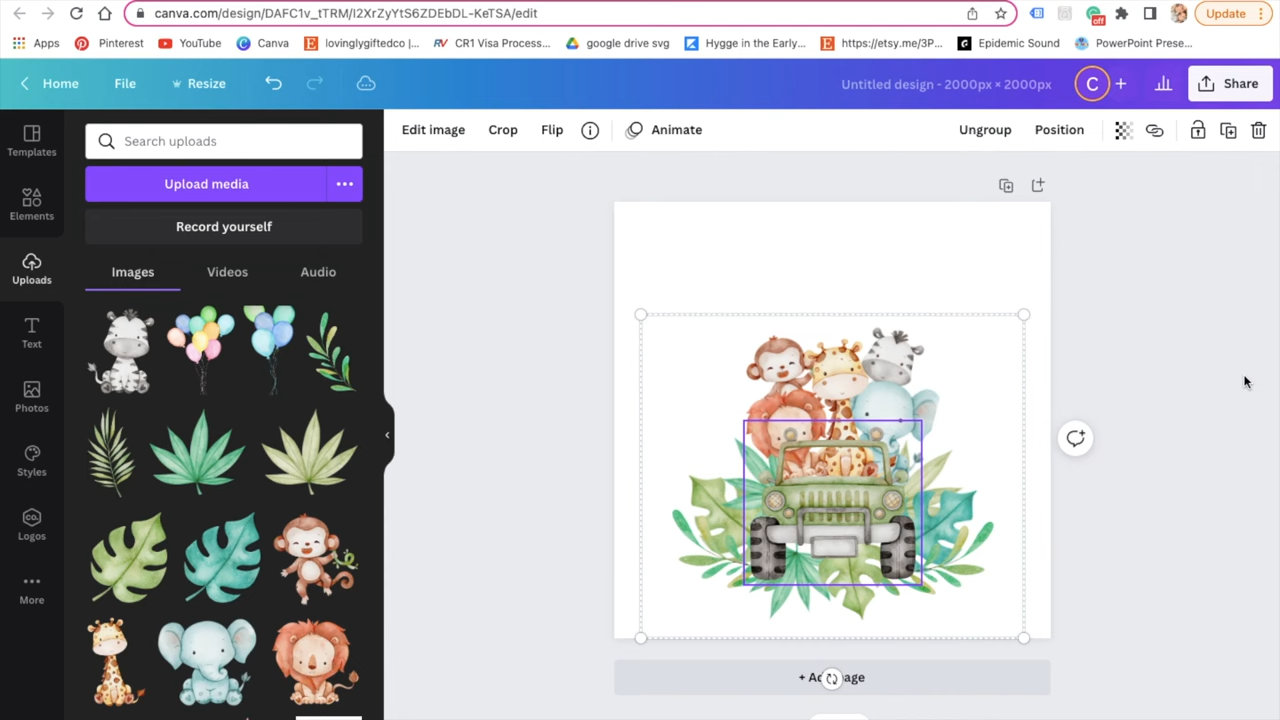 canva.com/design/DAFC1v_tTRM/I2XrZyYtS6ZDEbDL-KeTSA/edit
off
Update
Apps
Pinterest
YouTube
Canva
lovinglygiftedco |...
CR1 Visa Process...
google drive svg
Hygge in the Early...
https://etsy.me/3P...
Epidemic Sound
PowerPoint Prese...
Home
File
Resize
Untitled design - 2000px × 2000px
C
+
Share
Templates
Elements
Uploads
Text
Photos
Styles
Logos
More
Search uploads
Upload media
Record yourself
Images
Videos
Audio
Edit image
Crop
Flip
Animate
Ungroup
Position